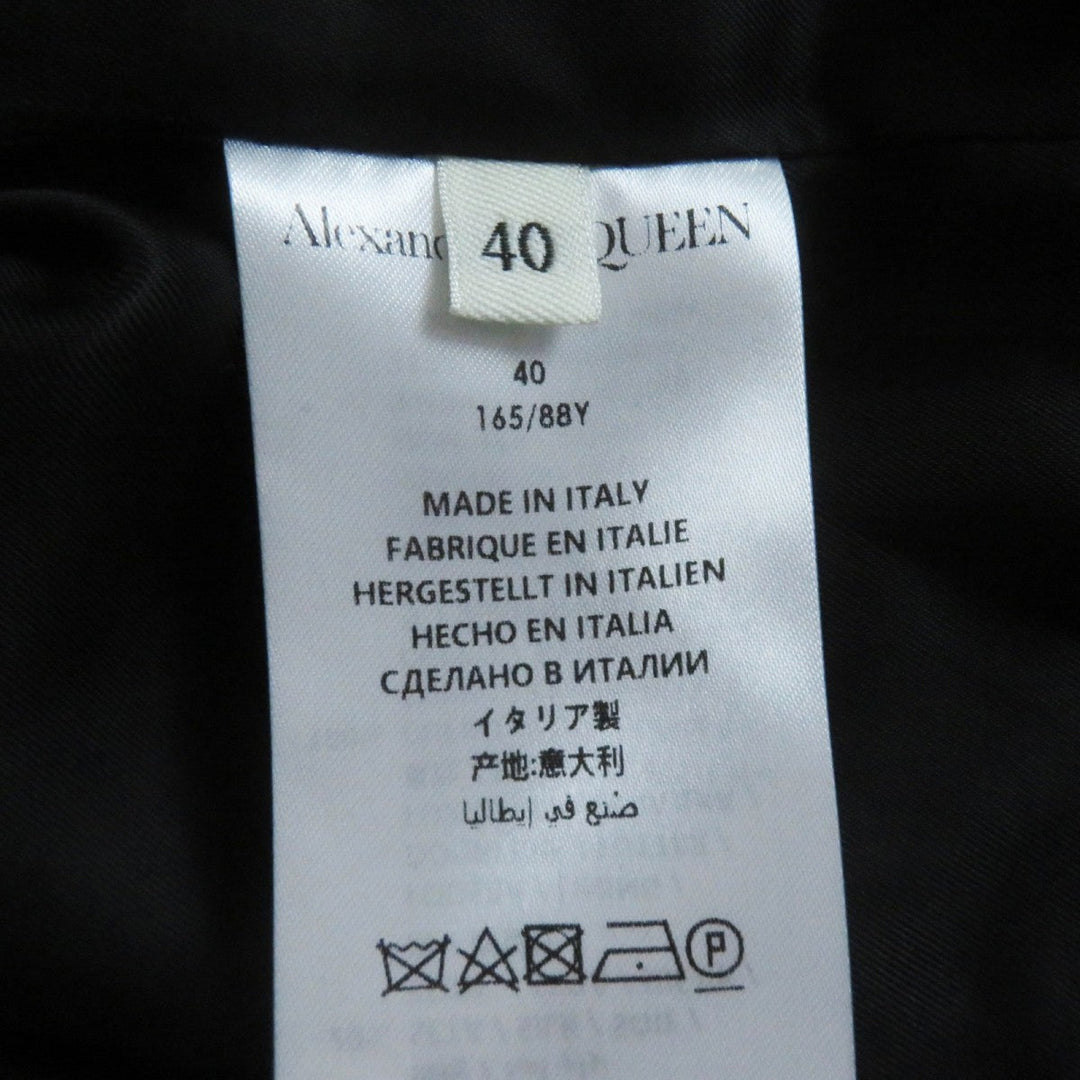 Alexand QUEEN
40
40
165/88Y
MADE IN ITALY
FABRIQUE EN ITALIE
HERGESTELLT IN ITALIEN
HECHO EN ITALIA
СДЕЛАНО В ИТАЛИИ
イタリア製
产地:意大利
صنع في إيطاليا
P